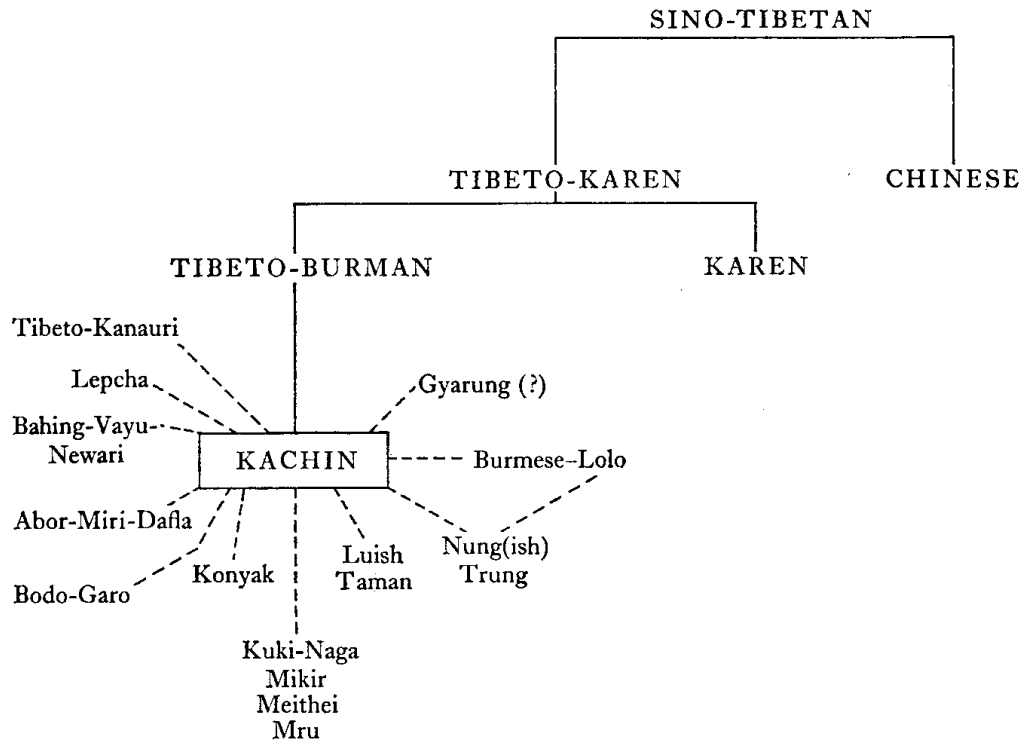 SINO-TIBETAN
TIBETO-KAREN
CHINESE
TIBETO-BURMAN
KAREN
Tibeto-Kanauri
Lepcha
Gyarung (?)
Bahing-Vayu-
Newari
KACHIN
Burmese-Lolo
Abor-Miri-Dafla
Bodo-Garo
Konyak
Luish
Taman
Nung(ish)
Trung
Kuki-Naga
Mikir
Meithei
Mru